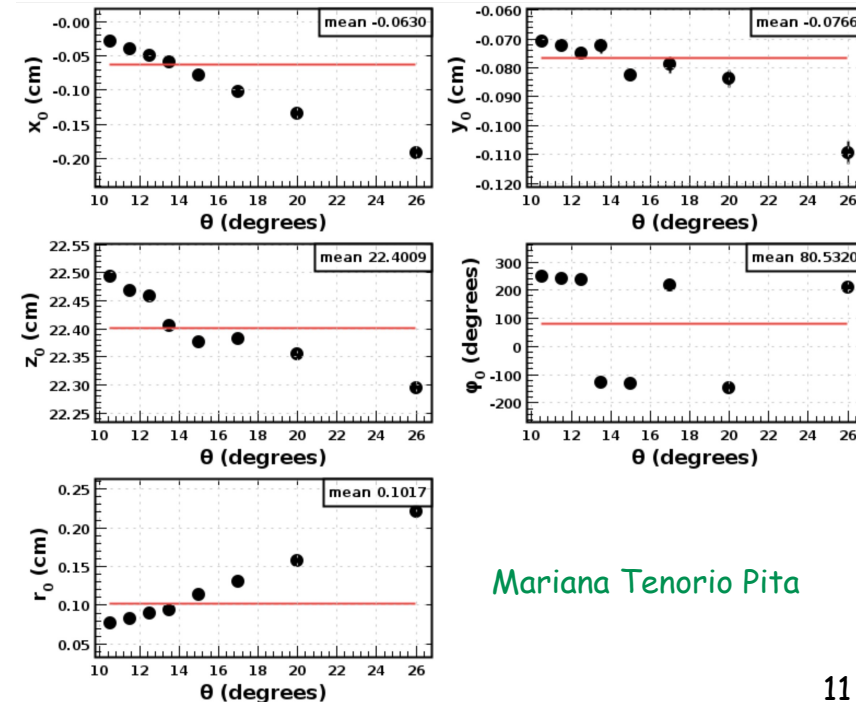 mean -0.0630
-0.00
-0.05
-0.10
-0.15
-0.20
x₀ (cm)
10 12 14 16 18 20 22 24 26
θ (degrees)
mean -0.0766
-0.060
-0.070
-0.080
-0.090
-0.100
-0.110
-0.120
y₀ (cm)
10 12 14 16 18 20 22 24 26
θ (degrees)
mean 22.4009
22.55
22.50
22.45
22.40
22.35
22.30
22.25
z₀ (cm)
10 12 14 16 18 20 22 24 26
θ (degrees)
mean 80.5320
300
200
100
0
-100
-200
φ₀ (degrees)
10 12 14 16 18 20 22 24 26
θ (degrees)
mean 0.1017
0.25
0.20
0.15
0.10
0.05
r₀ (cm)
10 12 14 16 18 20 22 24 26
θ (degrees)
Mariana Tenorio Pita
11